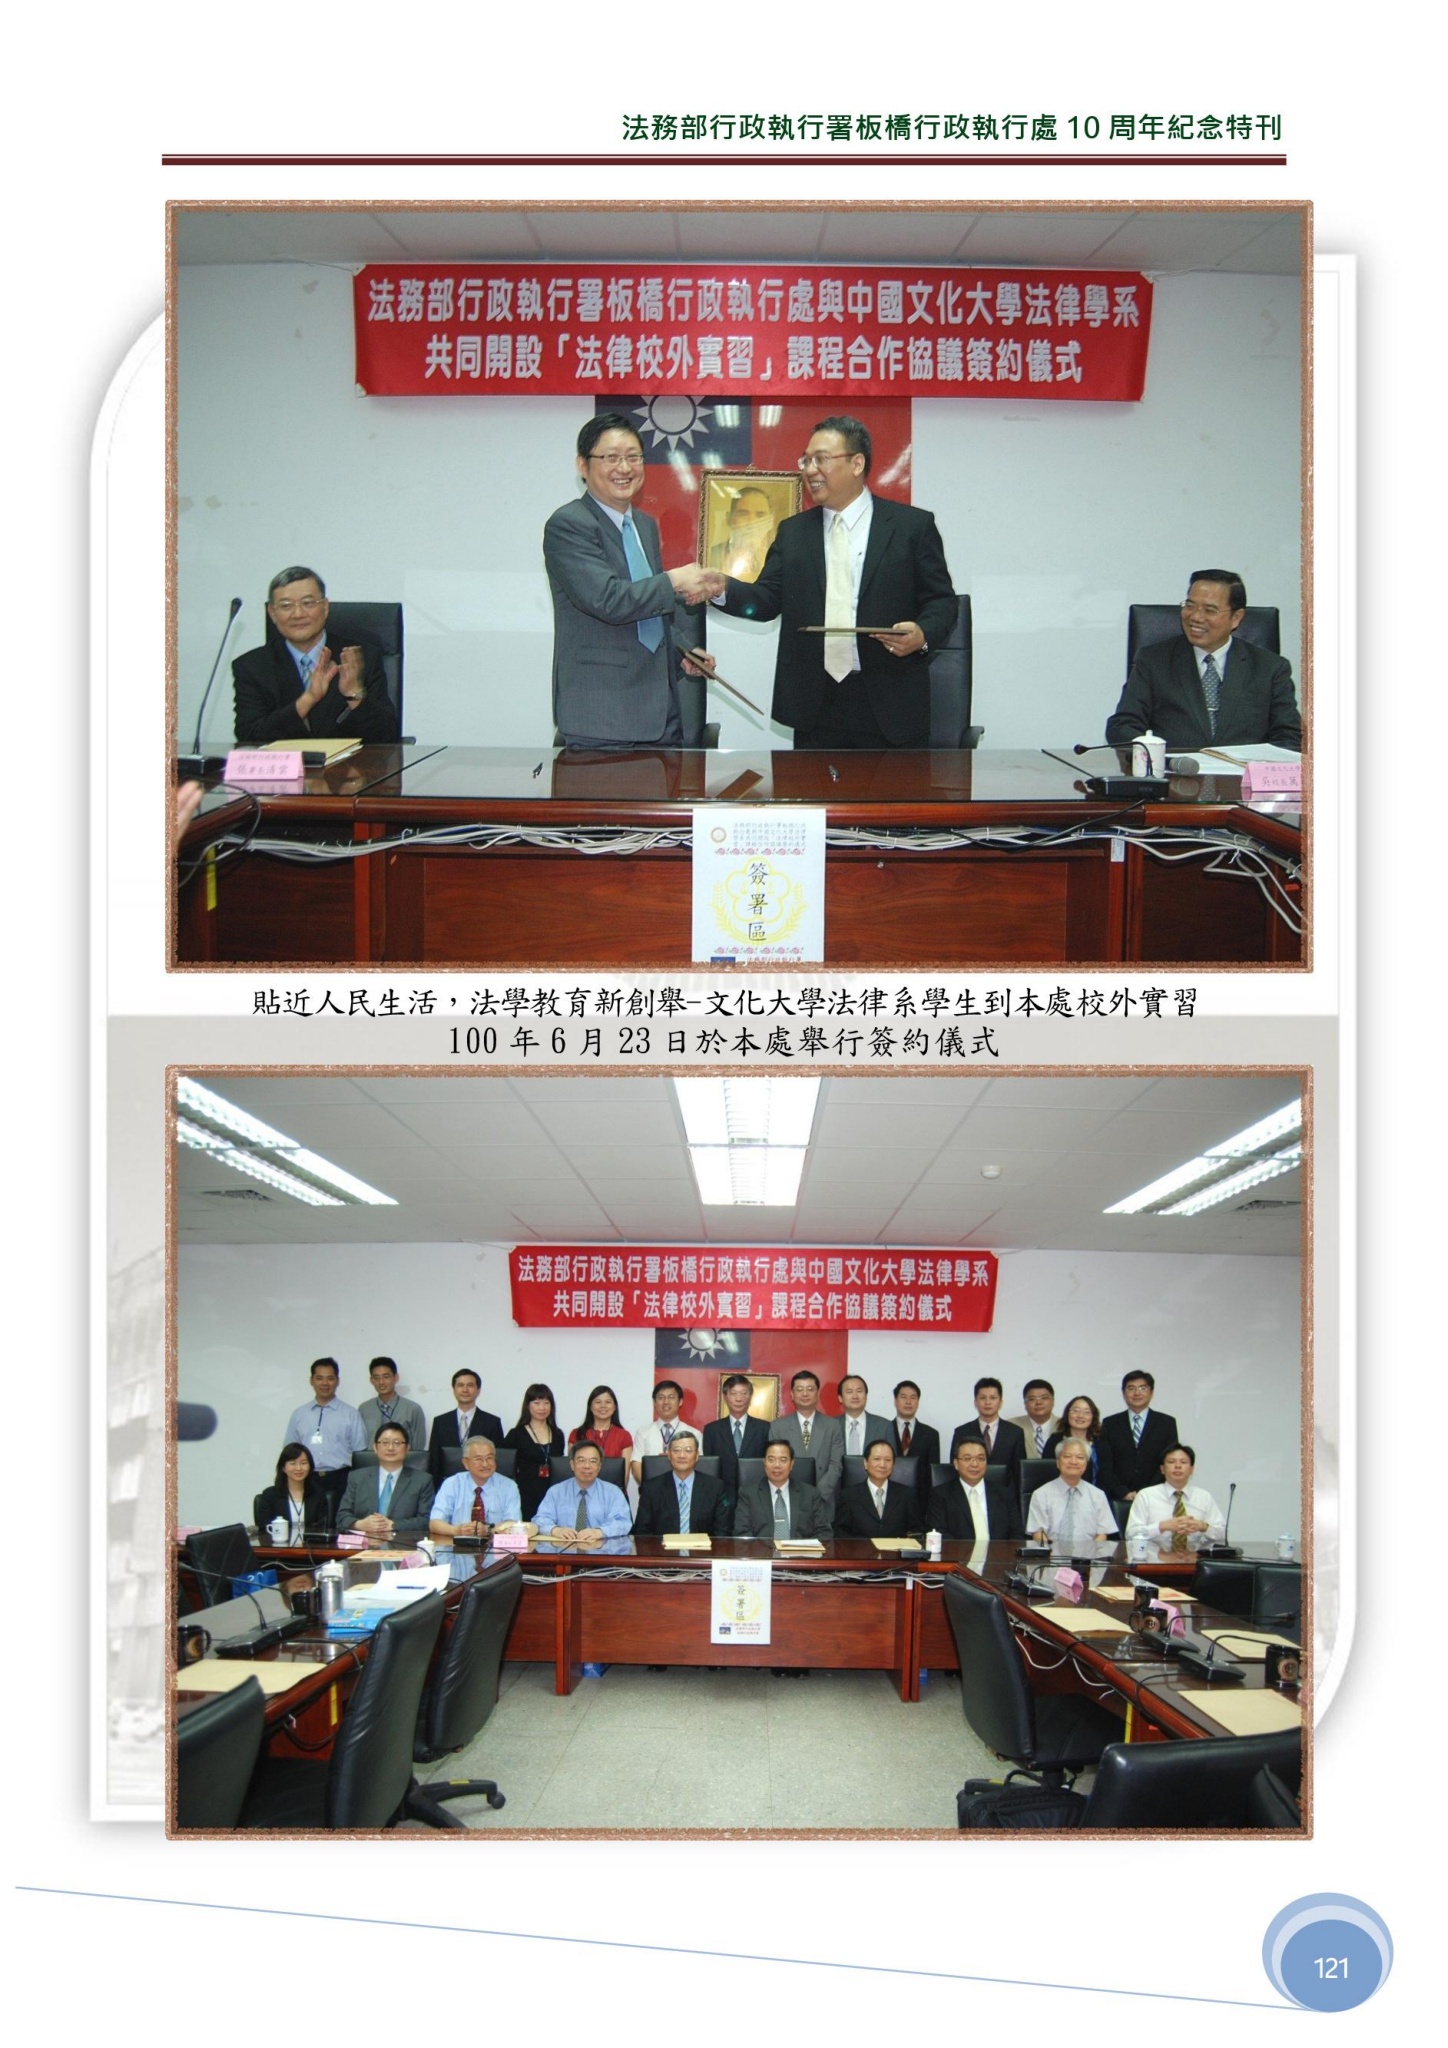 法務部行政執行署板橋行政執行處 10 周年紀念特刊
法務部行政執行署板橋行政執行處與中國文化大學法律學系
共同開設「法律校外實習」課程合作協議簽約儀式
簽署區
貼近人民生活，法學教育新創舉-文化大學法律系學生到本處校外實習
100 年 6 月 23 日於本處舉行簽約儀式
法務部行政執行署板橋行政執行處與中國文化大學法律學系
共同開設「法律校外實習」課程合作協議簽約儀式
簽署區
121